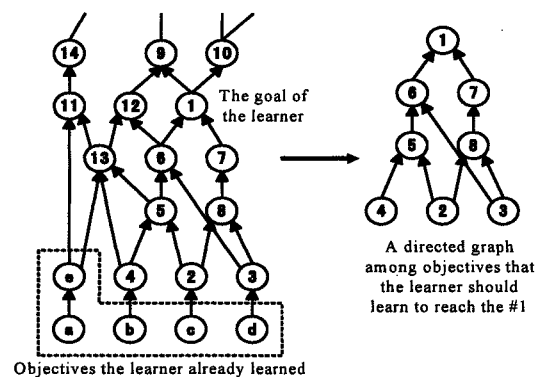 14
9
10
11
12
1
The goal of
the learner
13
6
7
5
8
e
4
2
3
a
b
c
d
Objectives the learner already learned
1
6
7
5
8
4
2
3
A directed graph
among objectives that
the learner should
learn to reach the #1